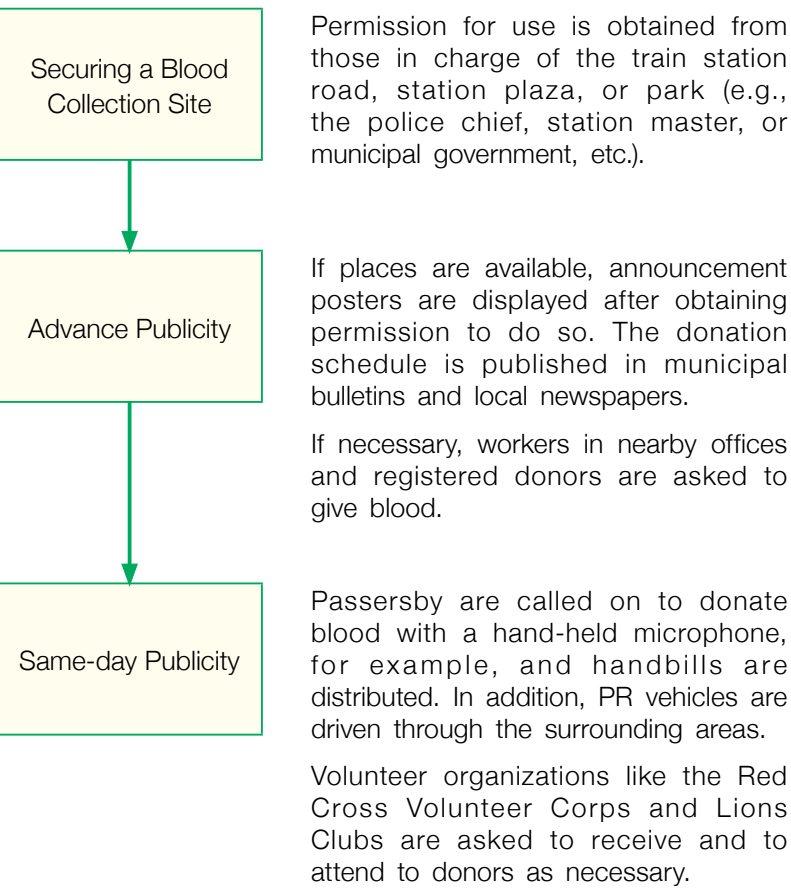 Securing a Blood
Collection Site
Permission for use is obtained from
those in charge of the train station
road, station plaza, or park (e.g.,
the police chief, station master, or
municipal government, etc.).
Advance Publicity
If places are available, announcement
posters are displayed after obtaining
permission to do so. The donation
schedule is published in municipal
bulletins and local newspapers.
If necessary, workers in nearby offices
and registered donors are asked to
give blood.
Same-day Publicity
Passersby are called on to donate
blood with a hand-held microphone,
for example, and handbills are
distributed. In addition, PR vehicles are
driven through the surrounding areas.
Volunteer organizations like the Red
Cross Volunteer Corps and Lions
Clubs are asked to receive and to
attend to donors as necessary.